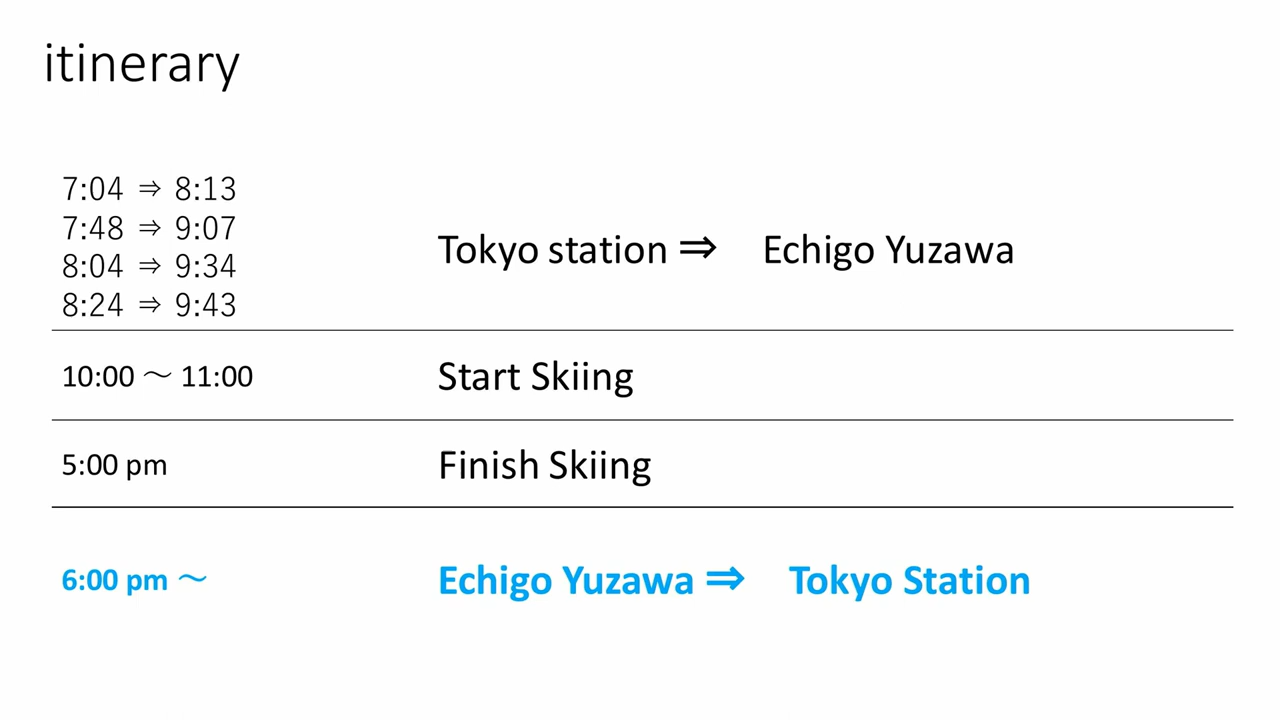 itinerary
7:04 ⇒ 8:13
7:48 ⇒ 9:07
8:04 ⇒ 9:34
8:24 ⇒ 9:43
Tokyo station ⇒ Echigo Yuzawa
10:00 ～ 11:00 Start Skiing
5:00 pm Finish Skiing
6:00 pm ～ Echigo Yuzawa ⇒ Tokyo Station